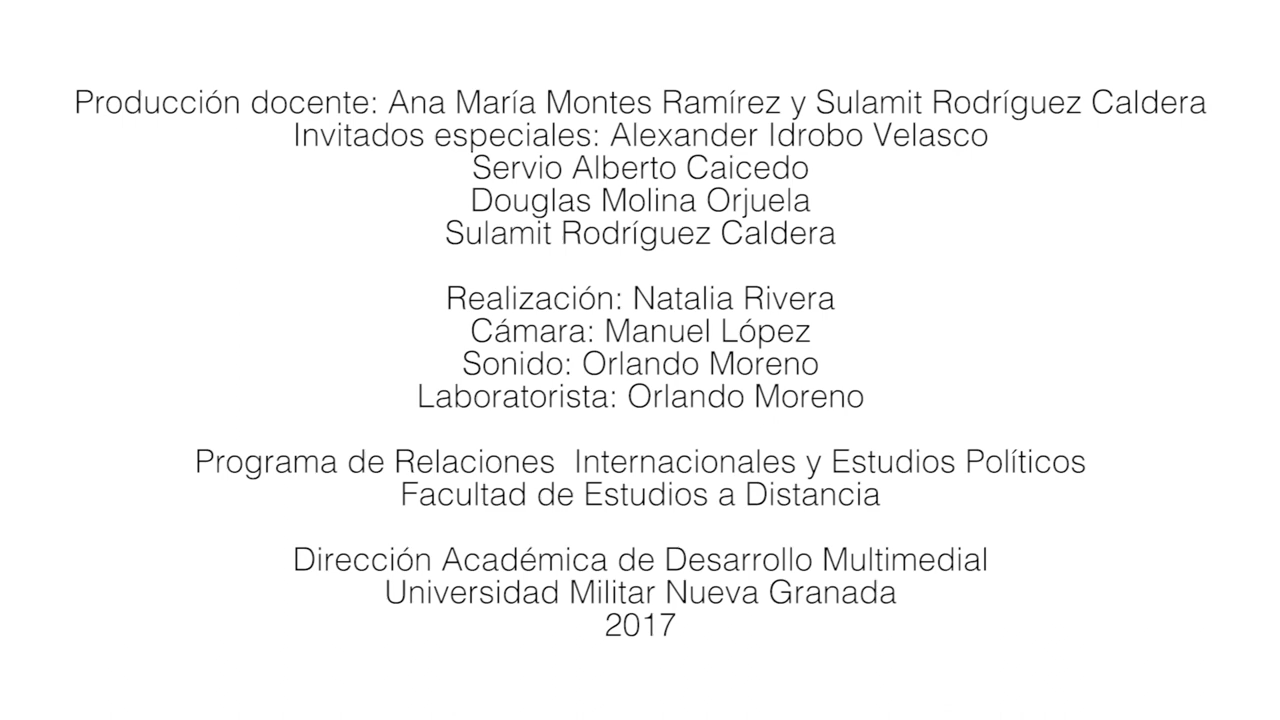 Producción docente: Ana María Montes Ramírez y Sulamit Rodríguez Caldera
Invitados especiales: Alexander Idrobo Velasco
Servio Alberto Caicedo
Douglas Molina Orjuela
Sulamit Rodríguez Caldera
Realización: Natalia Rivera
Cámara: Manuel López
Sonido: Orlando Moreno
Laboratorista: Orlando Moreno
Programa de Relaciones  Internacionales y Estudios Políticos
Facultad de Estudios a Distancia
Dirección Académica de Desarrollo Multimedial
Universidad Militar Nueva Granada
2017